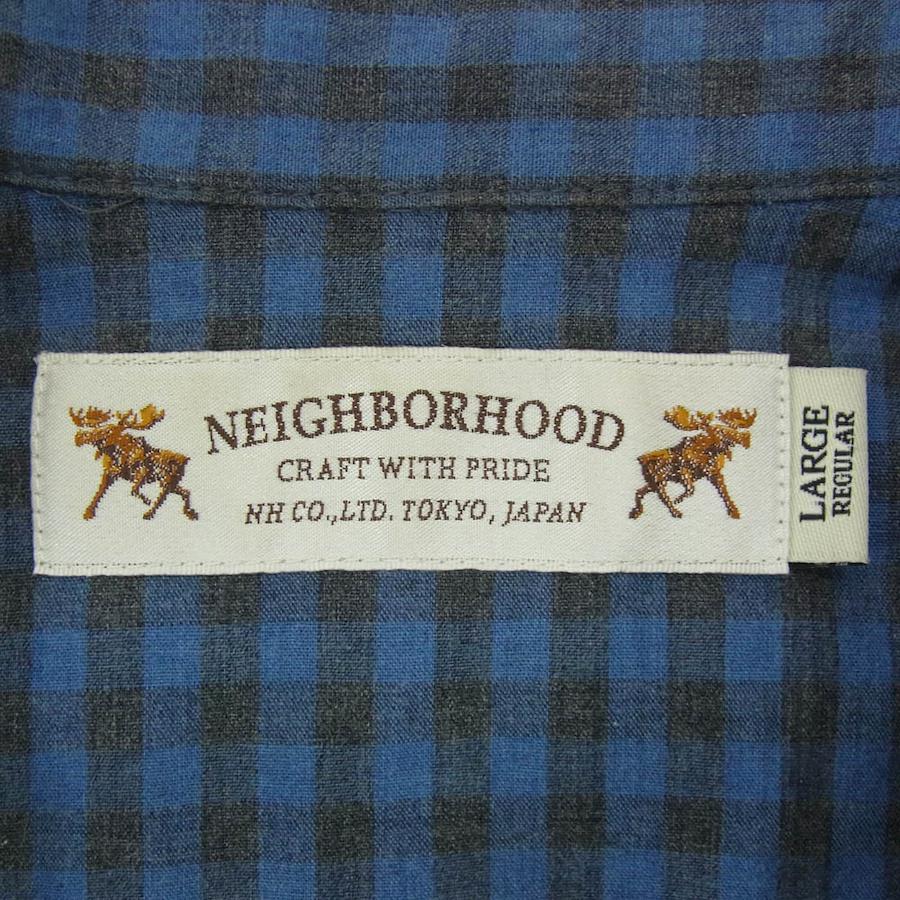 NEIGHBORHOOD
CRAFT WITH PRIDE
NH CO.,LTD. TOKYO, JAPAN
LARGE
REGULAR